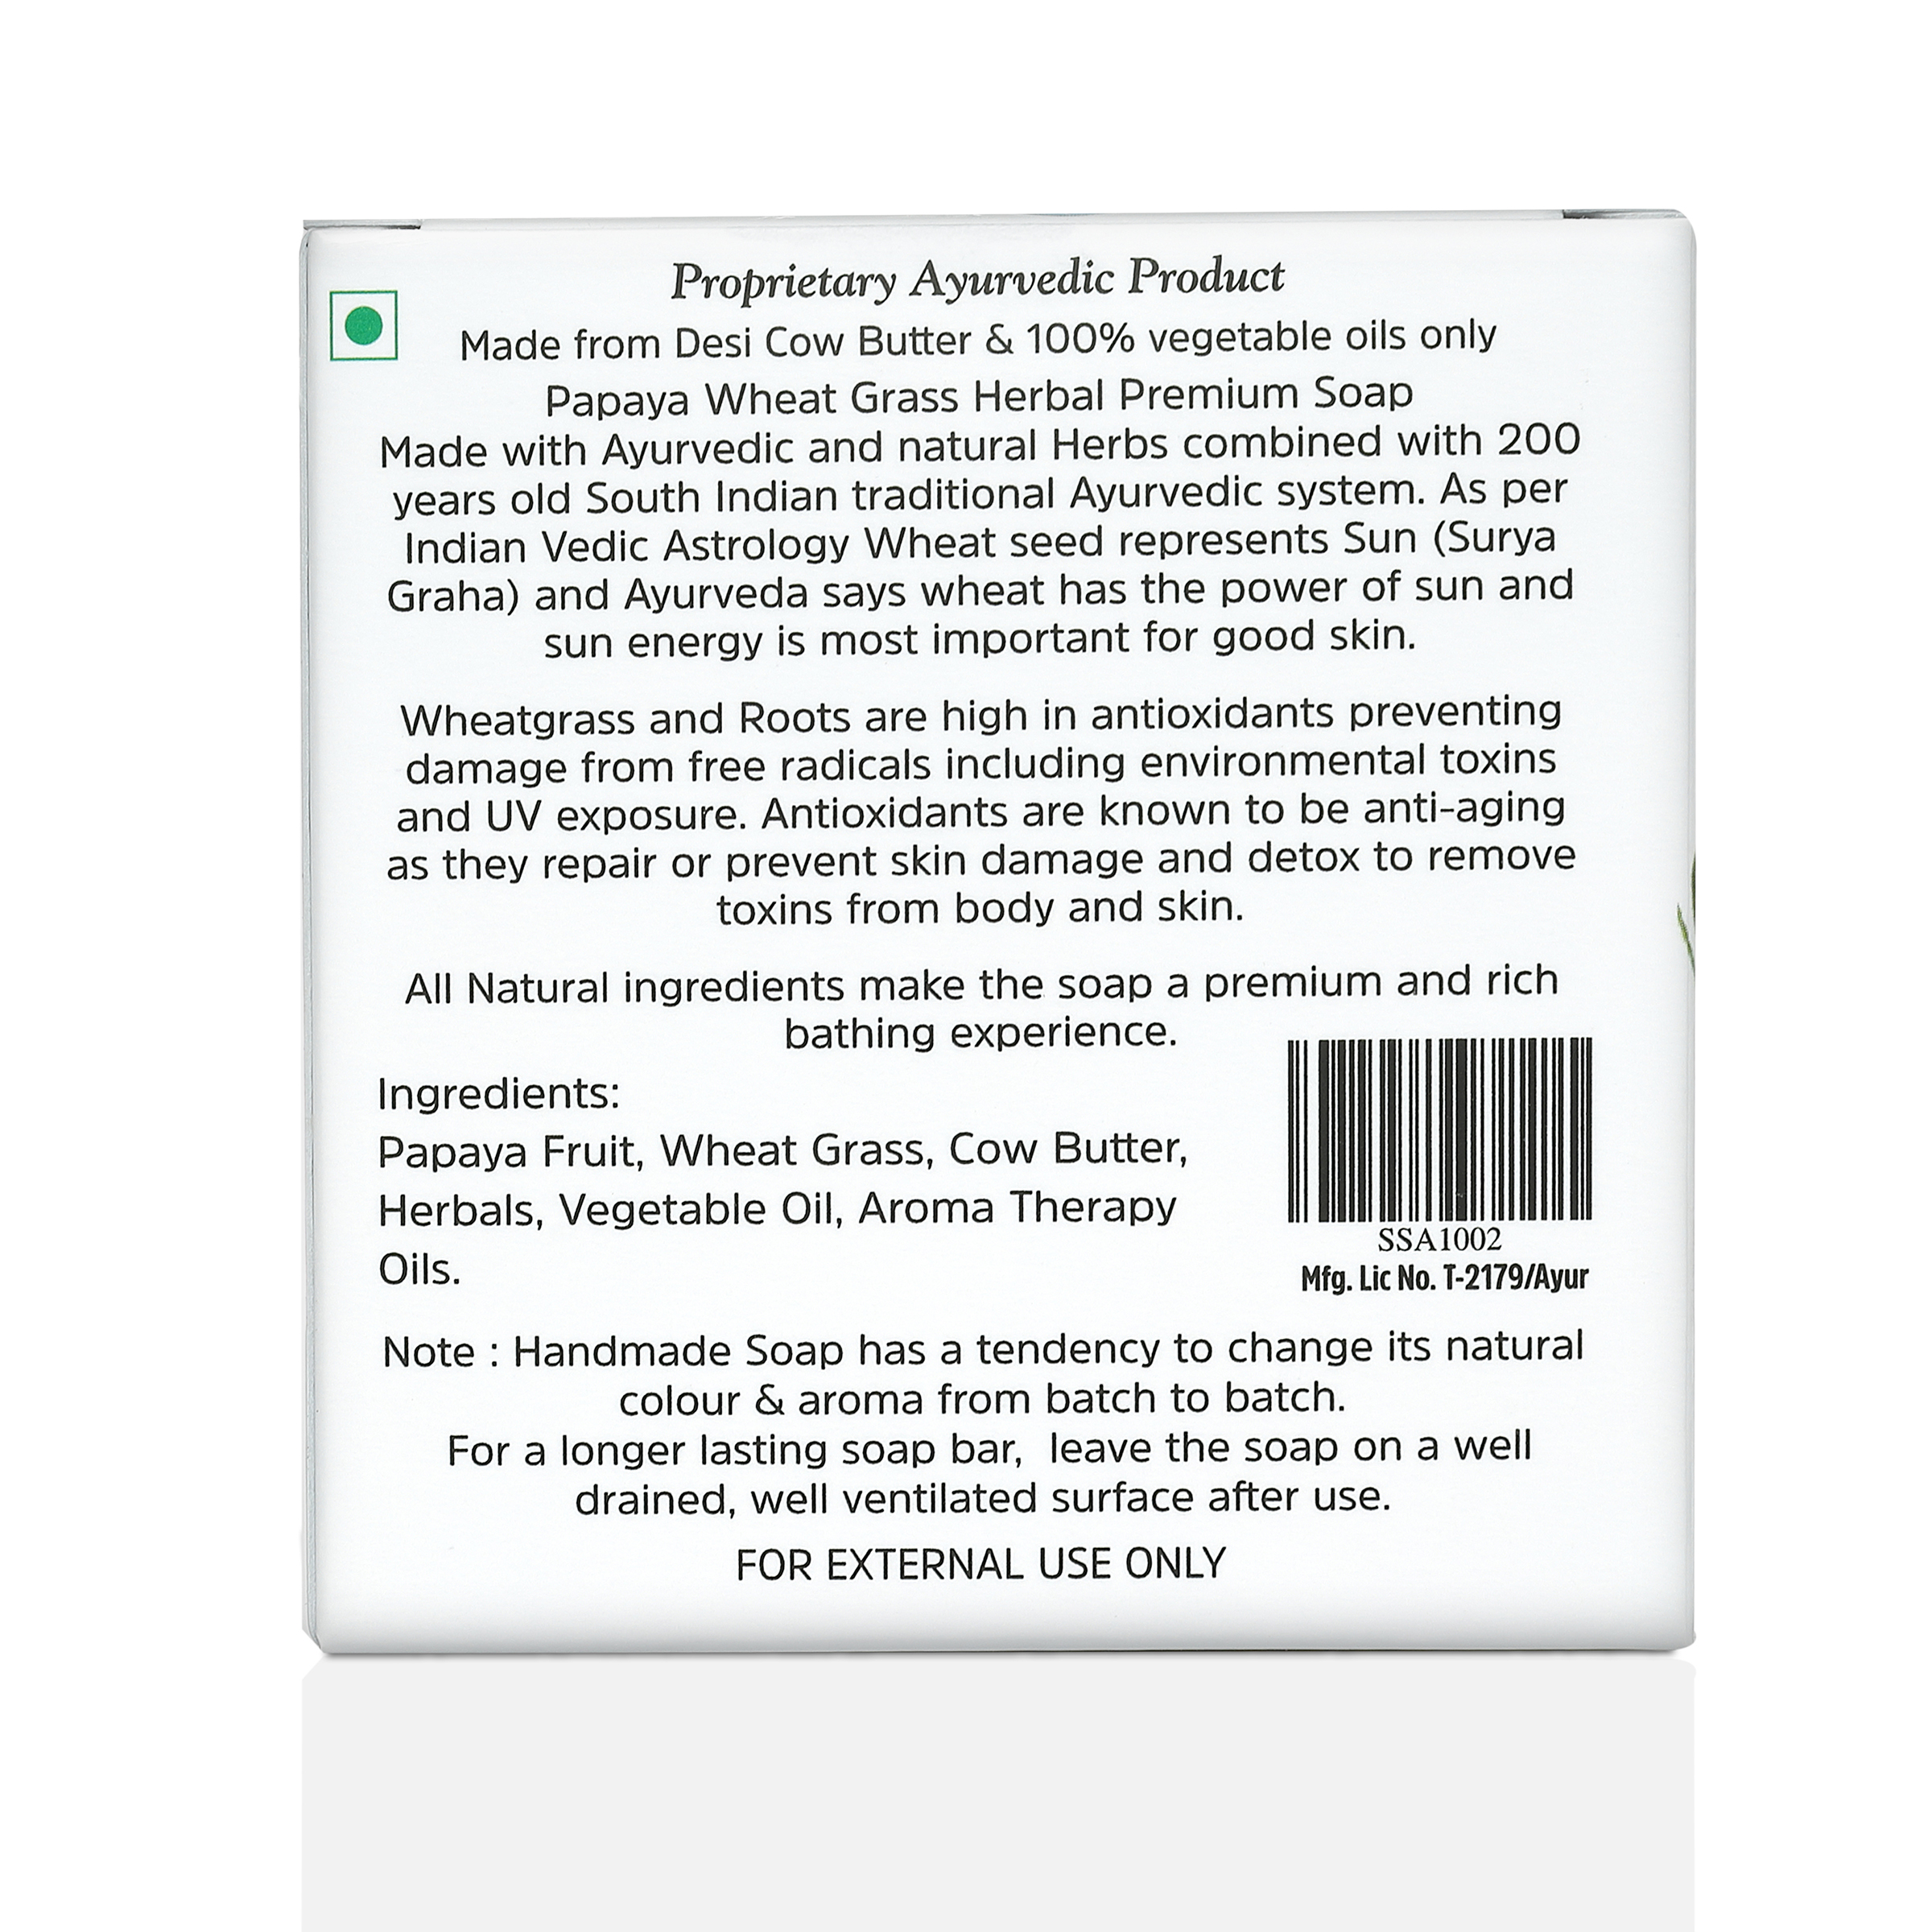 Proprietary Ayurvedic Product
Made from Desi Cow Butter & 100% vegetable oils only
Papaya Wheat Grass Herbal Premium Soap
Made with Ayurvedic and natural Herbs combined with 200
years old South Indian traditional Ayurvedic system. As per
Indian Vedic Astrology Wheat seed represents Sun (Surya
Graha) and Ayurveda says wheat has the power of sun and
sun energy is most important for good skin.
Wheatgrass and Roots are high in antioxidants preventing
damage from free radicals including environmental toxins
and UV exposure. Antioxidants are known to be anti-aging
as they repair or prevent skin damage and detox to remove
toxins from body and skin.
All Natural ingredients make the soap a premium and rich
bathing experience.
Ingredients:
Papaya Fruit, Wheat Grass, Cow Butter,
Herbals, Vegetable Oil, Aroma Therapy
Oils.
SSA1002
Mfg. Lic No. T-2179/Ayur
Note : Handmade Soap has a tendency to change its natural
colour & aroma from batch to batch.
For a longer lasting soap bar, leave the soap on a well
drained, well ventilated surface after use.
FOR EXTERNAL USE ONLY